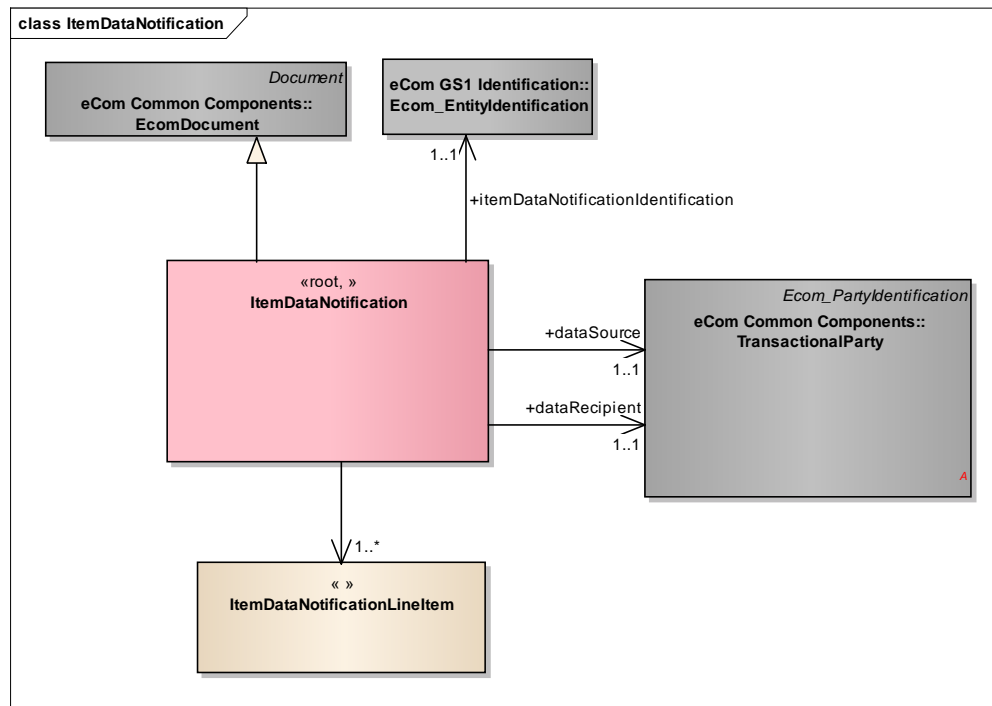 class ItemDataNotification
Document
eCom Common Components::
EcomDocument
eCom GS1 Identification::
Ecom_EntityIdentification
1..1
+itemDataNotificationIdentification
«root, »
ItemDataNotification
Ecom_PartyIdentification
eCom Common Components::
TransactionalParty
+dataSource
1..1
+dataRecipient
1..1
A
1..*
« »
ItemDataNotificationLineItem